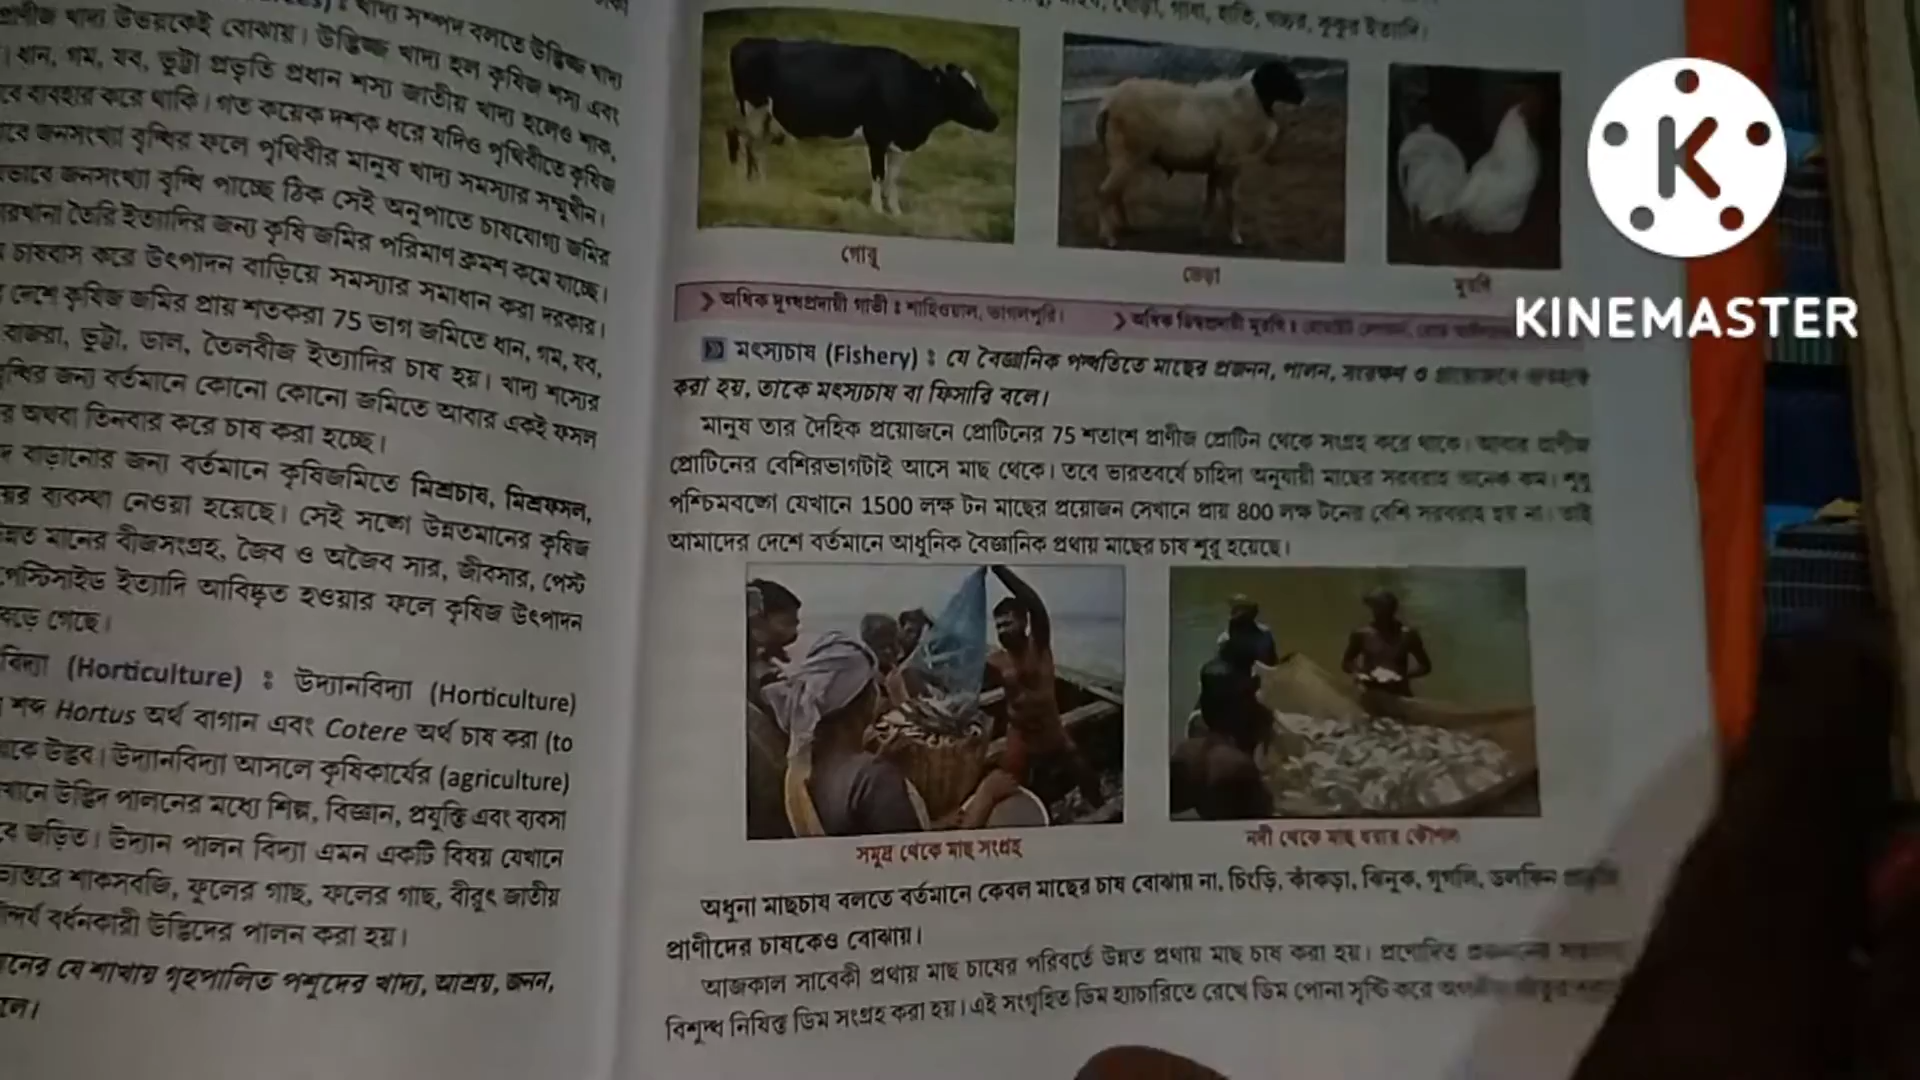 খাদ্য সম্পদ বলতে উদ্ভিজ্জ খাদ্য
খাদ্য উভয়কেই বোঝায়। উদ্ভিজ্জ খাদ্য হল কৃষিজ শস্য এবং
ধান, গম, যব, ভুট্টা প্রভৃতি প্রধান শস্য জাতীয় খাদ্য হলেও শাক,
ব্যবহার করে থাকি। গত কয়েক দশক ধরে যদিও পৃথিবীতে কৃষিজ
জনসংখ্যা বৃদ্ধির ফলে পৃথিবীর মানুষ খাদ্য সমস্যার সম্মুখীন।
জনসংখ্যা বৃদ্ধি পাচ্ছে ঠিক সেই অনুপাতে চাষযোগ্য জমির
তৈরি ইত্যাদির জন্য কৃষি জমির পরিমাণ ক্রমশ কমে যাচ্ছে।
চাষবাস করে উৎপাদন বাড়িয়ে সমস্যার সমাধান করা দরকার।
দেশে কৃষিজ জমির প্রায় শতকরা 75 ভাগ জমিতে ধান, গম, যব,
বাজরা, ভুট্টা, ডাল, তৈলবীজ ইত্যাদির চাষ হয়। খাদ্য শস্যের
জন্য বর্তমানে কোনো কোনো জমিতে আবার একই ফসল
অথবা তিনবার করে চাষ করা হচ্ছে।
বাড়ানোর জন্য বর্তমানে কৃষিজমিতে মিশ্রচাষ, মিশ্রফসল,
ব্যবস্থা নেওয়া হয়েছে। সেই সঙ্গে উন্নতমানের কৃষিজ
মানের বীজসংগ্রহ, জৈব ও অজৈব সার, জীবসার, পেস্ট
পেস্টিসাইড ইত্যাদি আবিষ্কৃত হওয়ার ফলে কৃষিজ উৎপাদন
গেছে।
(Horticulture) : উদ্যানবিদ্যা (Horticulture)
শব্দ Hortus অর্থ বাগান এবং Cotere অর্থ চাষ করা (to
উদ্ভব। উদ্যানবিদ্যা আসলে কৃষিকার্যের (agriculture)
উদ্ভিদ পালনের মধ্যে শিল্প, বিজ্ঞান, প্রযুক্তি এবং ব্যবসা
জড়িত। উদ্যান পালন বিদ্যা এমন একটি বিষয় যেখানে
শাকসবজি, ফুলের গাছ, ফলের গাছ, বীরুৎ জাতীয়
উদ্ভিদের পালন করা হয়।
যে শাখায় গৃহপালিত পশুদের খাদ্য, আশ্রয়, জনন,
ঘোড়া, গাধা, হাতি, খচ্চর, কুকুর ইত্যাদি।
গোরু
ভেড়া
মুরগি
অধিক দুগ্ধপ্রদায়ী গাভী : শাহিওয়াল, ভাগলপুরি।
অধিক ডিম্বপ্রদায়ী মুরগি :
মৎস্যচাষ (Fishery) : যে বৈজ্ঞানিক পদ্ধতিতে মাছের প্রজনন, পালন, সংরক্ষণ ও
করা হয়, তাকে মৎস্যচাষ বা ফিসারি বলে।
মানুষ তার দৈহিক প্রয়োজনে প্রোটিনের 75 শতাংশ প্রাণীজ প্রোটিন থেকে সংগ্রহ করে থাকে। আবার প্রাণীজ
প্রোটিনের বেশিরভাগটাই আসে মাছ থেকে। তবে ভারতবর্ষে চাহিদা অনুযায়ী মাছের সরবরাহ অনেক কম। শুধু
পশ্চিমবঙ্গে যেখানে 1500 লক্ষ টন মাছের প্রয়োজন সেখানে প্রায় 800 লক্ষ টনের বেশি সরবরাহ হয় না। তাই
আমাদের দেশে বর্তমানে আধুনিক বৈজ্ঞানিক প্রথায় মাছের চাষ শুরু হয়েছে।
সমুদ্র থেকে মাছ সংগ্রহ
নদী থেকে মাছ ধরার কৌশল
অধুনা মাছচাষ বলতে বর্তমানে কেবল মাছের চাষ বোঝায় না, চিংড়ি, কাঁকড়া, ঝিনুক, গুগলি, ডলফিন
প্রাণীদের চাষকেও বোঝায়।
আজকাল সাবেকী প্রথায় মাছ চাষের পরিবর্তে উন্নত প্রথায় মাছ চাষ করা হয়। প্রণোদিত
বিশুদ্ধ নিষিক্ত ডিম সংগ্রহ করা হয়। এই সংগৃহিত ডিম হ্যাচারিতে রেখে ডিম পোনা সৃষ্টি করে
KINEMASTER